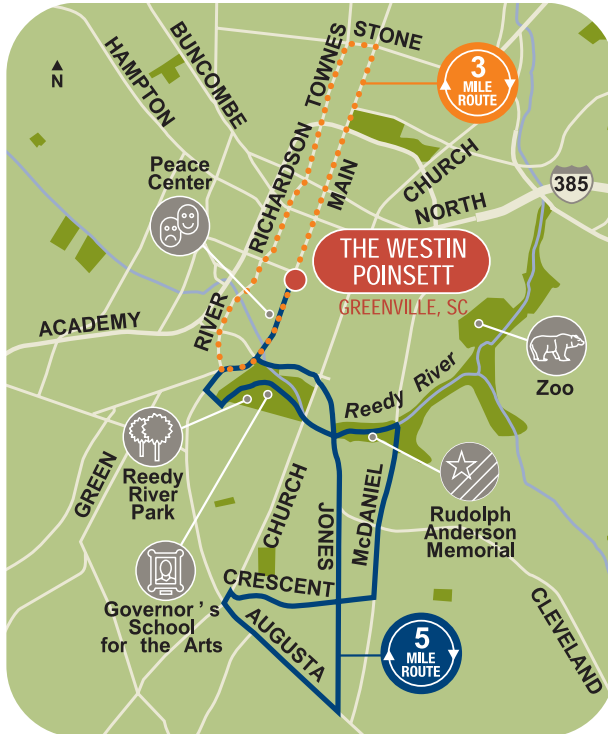 STONE
TOWNES
BUNCOMBE
HAMPTON
N
3
MILE
ROUTE
RICHARDSON
Peace
Center
MAIN
CHURCH
NORTH
385
THE WESTIN
POINSETT
GREENVILLE, SC
RIVER
ACADEMY
Zoo
Reedy River
GREEN
Reedy
River
Park
CHURCH
JONES
McDANIEL
Rudolph
Anderson
Memorial
Governor ' s
School
for the Arts
CRESCENT
AUGUSTA
5
MILE
ROUTE
CLEVELAND